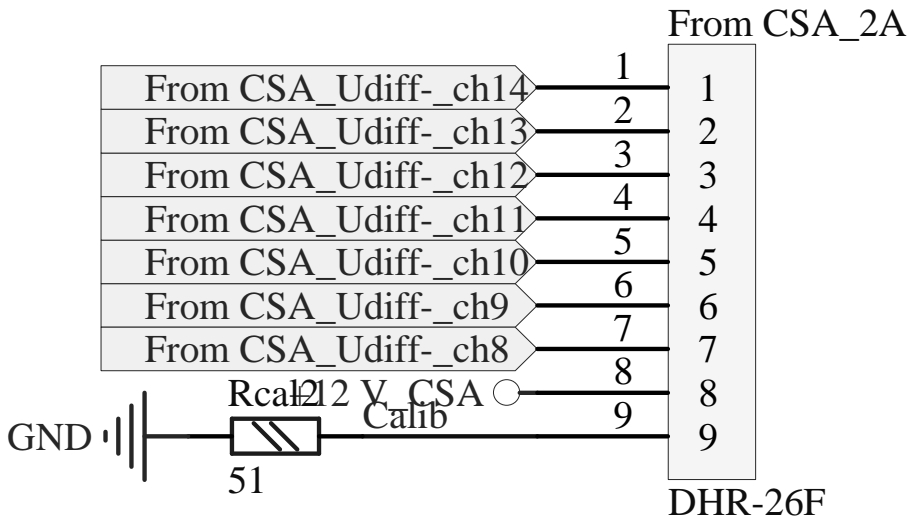 From CSA_2A
From CSA_Udiff-_ch14 1 1
From CSA_Udiff-_ch13 2 2
From CSA_Udiff-_ch12 3 3
From CSA_Udiff-_ch11 4 4
From CSA_Udiff-_ch10 5 5
From CSA_Udiff-_ch9 6 6
From CSA_Udiff-_ch8 7 7
Rcal2 +12 V_CSA 8 8
GND Calib 9 9
51
DHR-26F